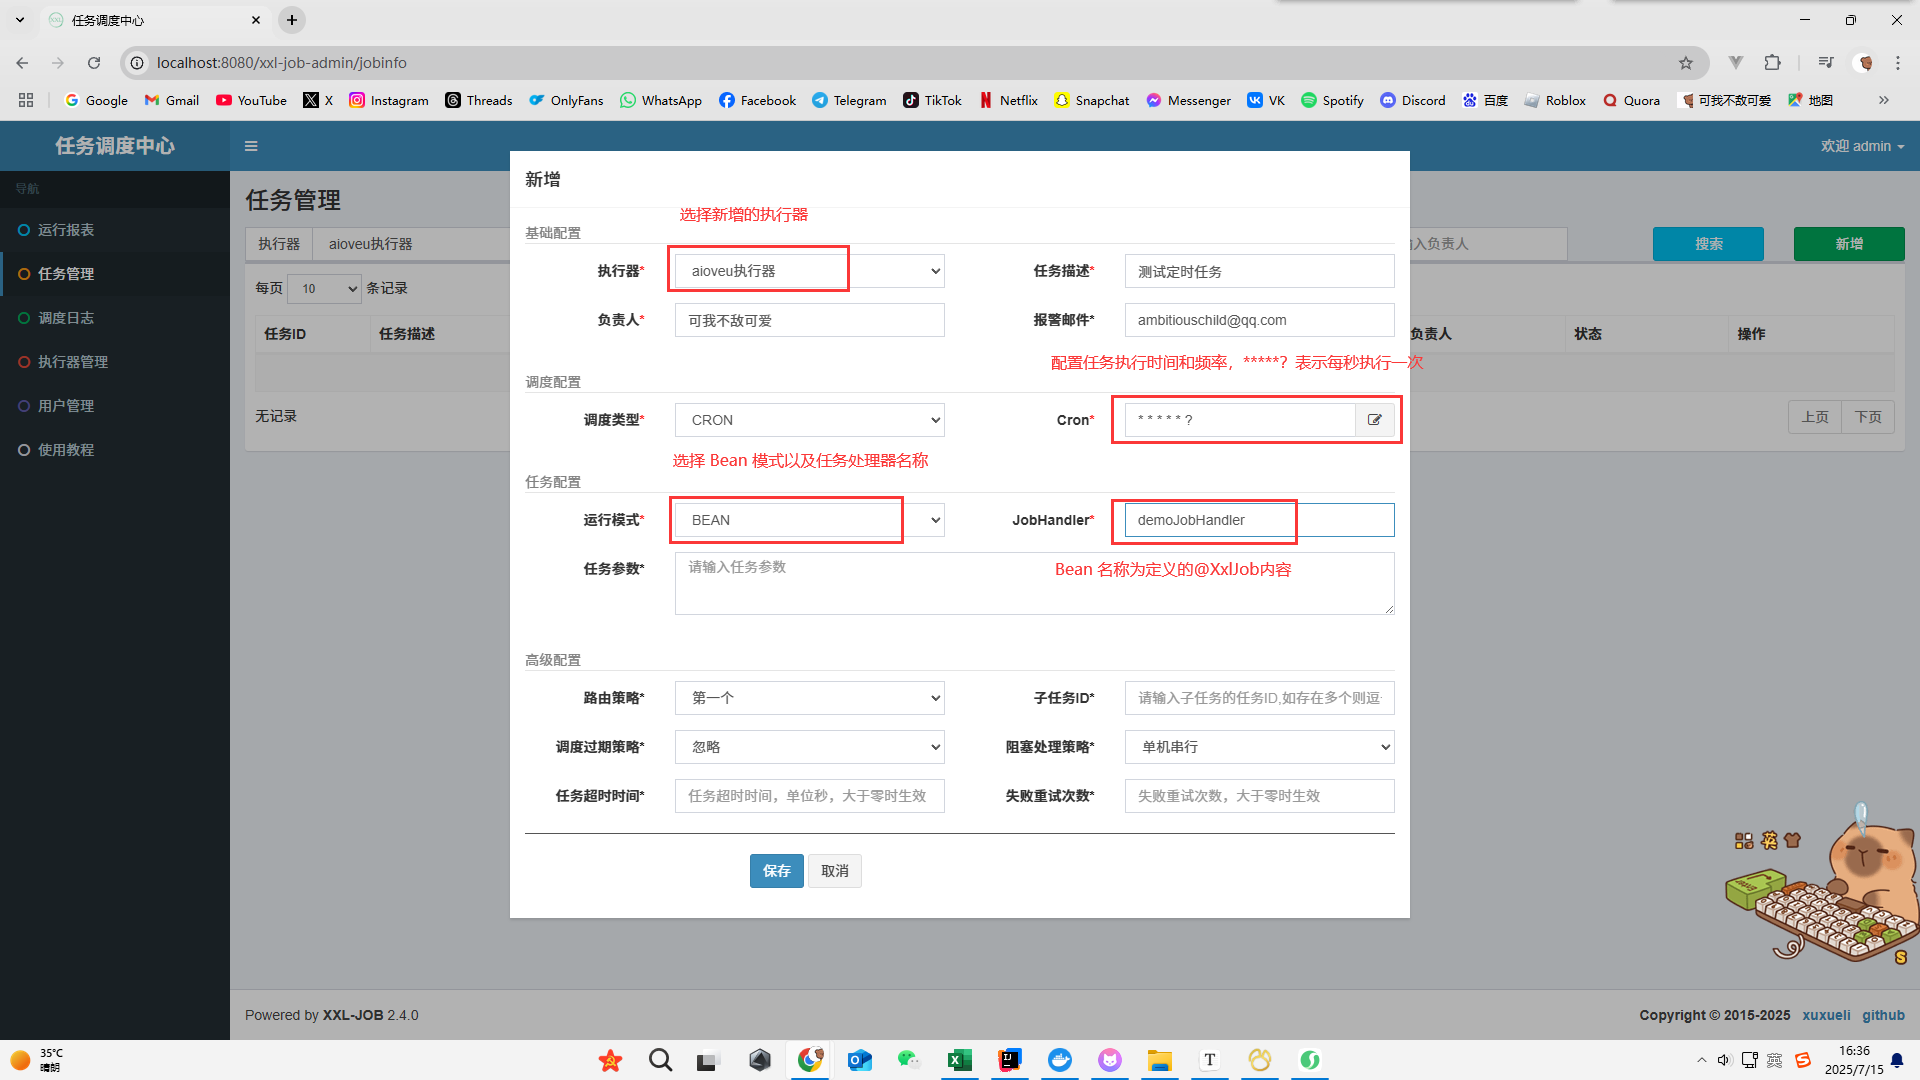 任务调度中心
localhost:8080/xxl-job-admin/jobinfo
Google Gmail YouTube X Instagram Threads OnlyFans WhatsApp Facebook Telegram TikTok Netflix Snapchat Messenger VK Spotify Discord 百度 Roblox Quora 可我不敌可爱 地图
任务调度中心
欢迎 admin
导航
运行报表
任务管理
调度日志
执行器管理
用户管理
使用教程
任务管理
执行器 aioveu执行器
入负责人 搜索 新增
每页 10 条记录
任务ID 任务描述 负责人 状态 操作
无记录
上页 下页
新增
选择新增的执行器
基础配置
执行器* aioveu执行器 任务描述* 测试定时任务
负责人* 可我不敌可爱 报警邮件* ambitiouschild@qq.com
配置任务执行时间和频率，*****？表示每秒执行一次
调度配置
调度类型* CRON Cron* * * * * * ?
选择 Bean 模式以及任务处理器名称
任务配置
运行模式* BEAN JobHandler* demoJobHandler
任务参数* 请输入任务参数
Bean 名称为定义的@XxlJob内容
高级配置
路由策略* 第一个 子任务ID* 请输入子任务的任务ID,如存在多个则逗
调度过期策略* 忽略 阻塞处理策略* 单机串行
任务超时时间* 任务超时时间，单位秒，大于零时生效 失败重试次数* 失败重试次数，大于零时生效
保存 取消
英
S
Powered by XXL-JOB 2.4.0
Copyright © 2015-2025 xuxueli github
35°C
晴朗
英
16:36
2025/7/15